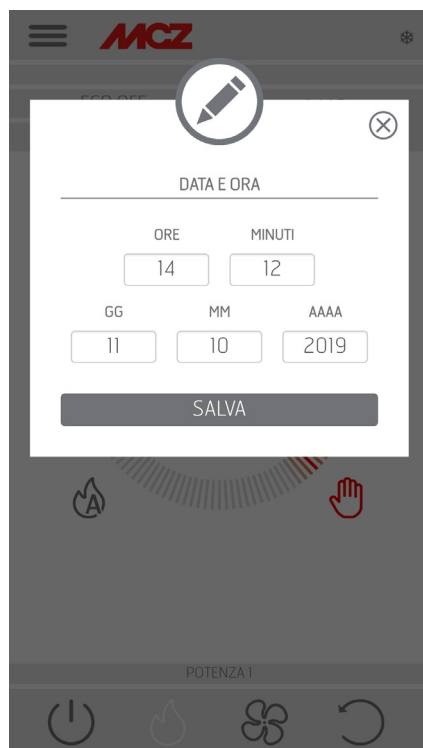 MCZ
DATA E ORA
ORE MINUTI
14 12
GG MM AAAA
11 10 2019
SALVA
A
POTENZA 1